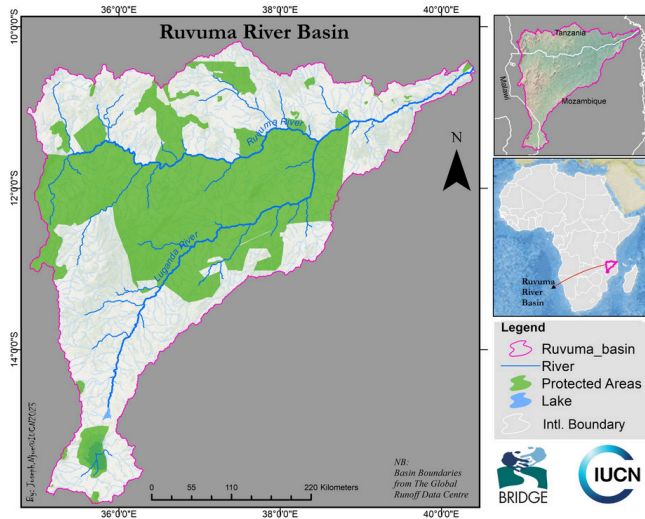 36°0'0"E
38°0'0"E
40°0'0"E
10°0'0"S
12°0'0"S
14°0'0"S
Ruvuma River Basin
Ruvuma River
Luganda River
N
NB:
Basin Boundaries
from The Global
Runoff Data Centre
0 55 110 220 Kilometers
36°0'0"E
38°0'0"E
40°0'0"E
Tanzania
Malawi
Mozambique
Ruvuma
River
Basin
Legend
Ruvuma_basin
River
Protected Areas
Lake
Intl. Boundary
BRIDGE
IUCN